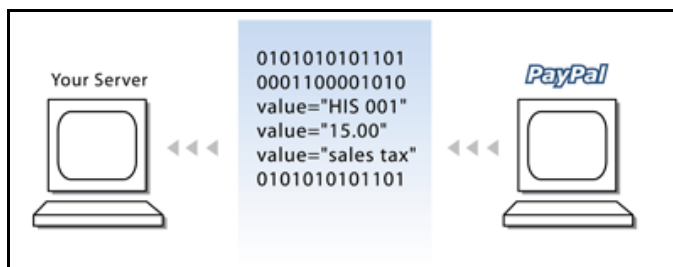 Your Server
0101010101101
0001100001010
value="HIS 001"
value="15.00"
value="sales tax"
0101010101101
PayPal